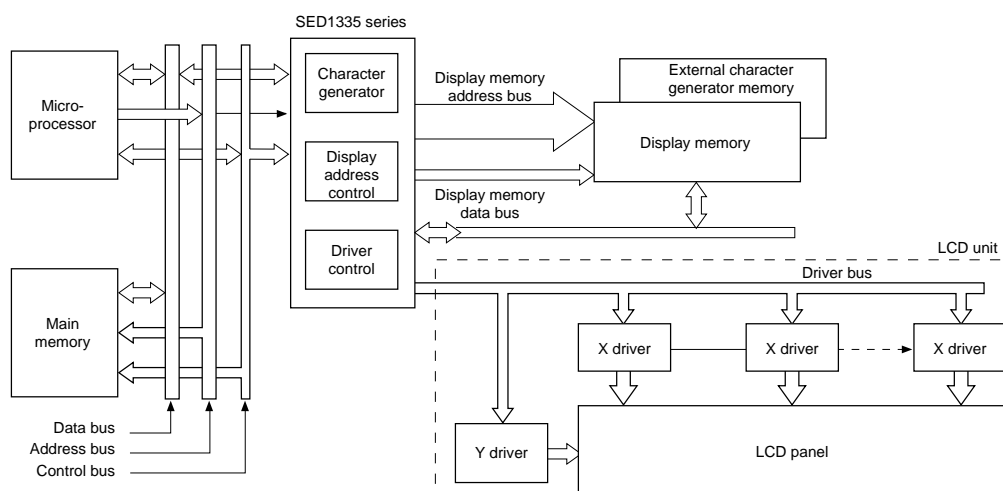 SED1335 series
Micro-
processor
Character
generator
Display memory
address bus
External character
generator memory
Display memory
Display
address
control
Display memory
data bus
Driver
control
LCD unit
Driver bus
Main
memory
X driver
X driver
X driver
Data bus
Address bus
Control bus
Y driver
LCD panel